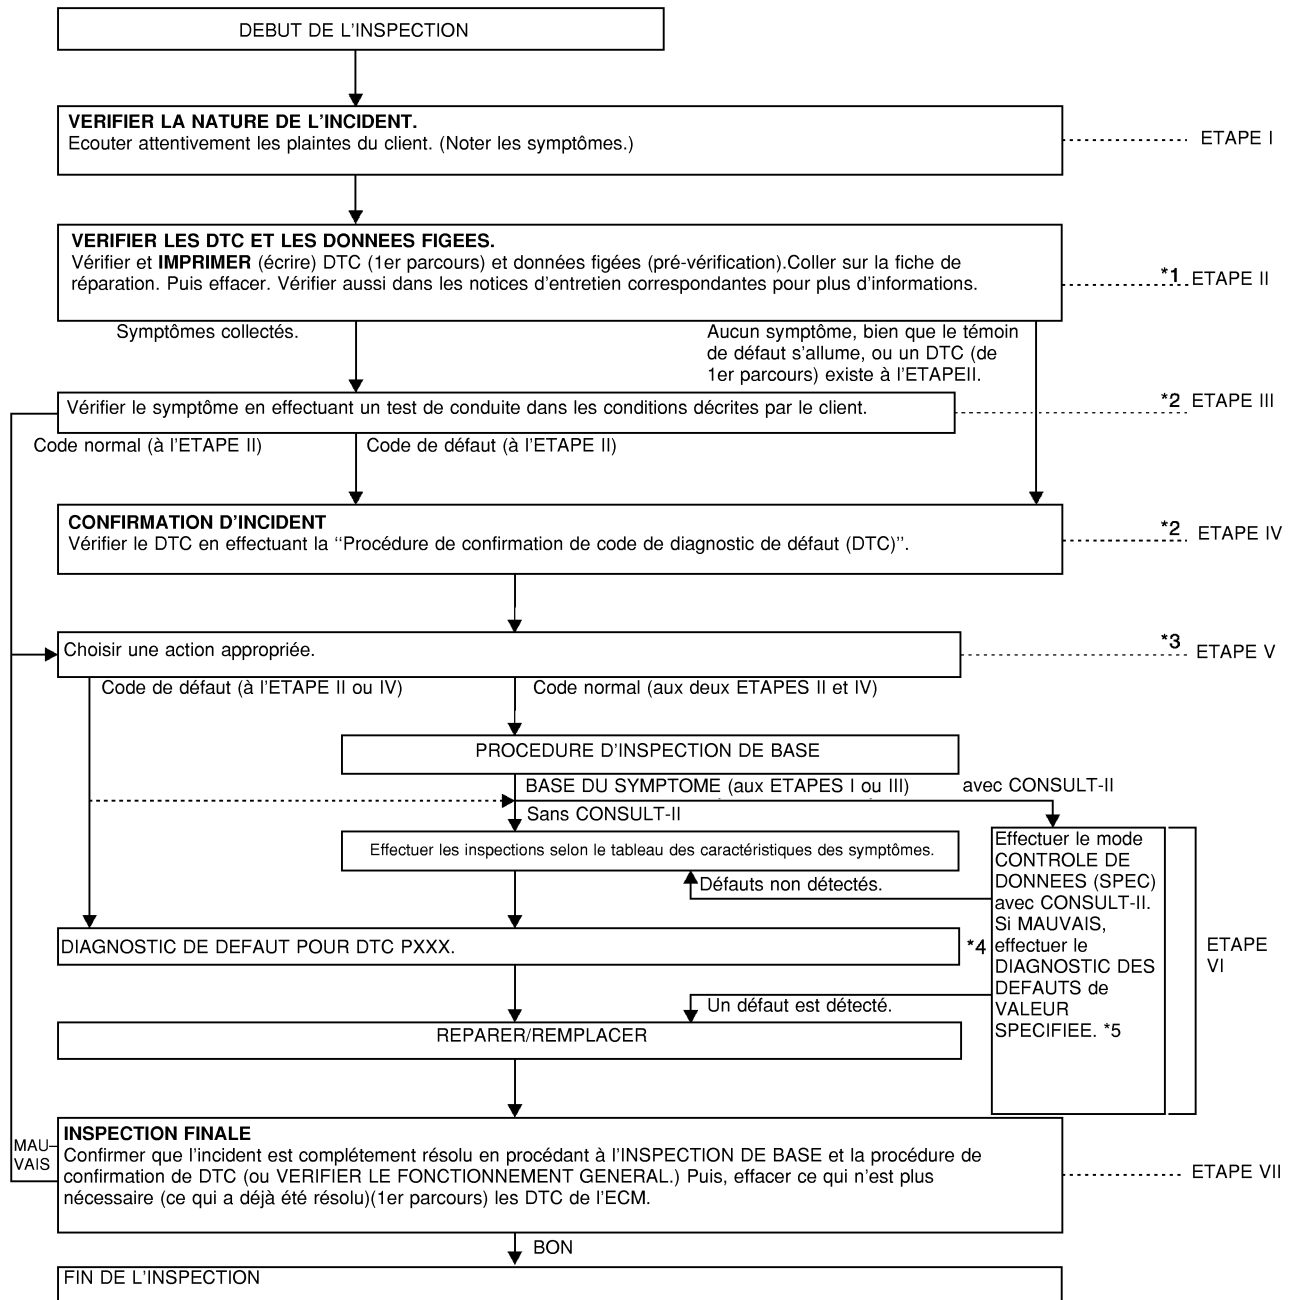 DEBUT DE L'INSPECTION
VERIFIER LA NATURE DE L'INCIDENT.
Ecouter attentivement les plaintes du client. (Noter les symptômes.)
ETAPE I
VERIFIER LES DTC ET LES DONNEES FIGEES.
Vérifier et IMPRIMER (écrire) DTC (1er parcours) et données figées (pré-vérification).Coller sur la fiche de
réparation. Puis effacer. Vérifier aussi dans les notices d'entretien correspondantes pour plus d'informations.
*1 ETAPE II
Symptômes collectés.
Aucun symptôme, bien que le témoin
de défaut s'allume, ou un DTC (de
1er parcours) existe à l'ETAPEII.
Vérifier le symptôme en effectuant un test de conduite dans les conditions décrites par le client.
*2 ETAPE III
Code normal (à l'ETAPE II)
Code de défaut (à l'ETAPE II)
CONFIRMATION D'INCIDENT
Vérifier le DTC en effectuant la ‘‘Procédure de confirmation de code de diagnostic de défaut (DTC)’’.
*2 ETAPE IV
Choisir une action appropriée.
*3 ETAPE V
Code de défaut (à l'ETAPE II ou IV)
Code normal (aux deux ETAPES II et IV)
PROCEDURE D'INSPECTION DE BASE
BASE DU SYMPTOME (aux ETAPES I ou III)
avec CONSULT-II
Sans CONSULT-II
Effectuer les inspections selon le tableau des caractéristiques des symptômes.
Défauts non détectés.
Effectuer le mode
CONTROLE DE
DONNEES (SPEC)
avec CONSULT-II.
Si MAUVAIS,
effectuer le
DIAGNOSTIC DES
DEFAUTS de
VALEUR
SPECIFIEE. *5
ETAPE
VI
DIAGNOSTIC DE DEFAUT POUR DTC PXXX.
*4
Un défaut est détecté.
REPARER/REMPLACER
INSPECTION FINALE
Confirmer que l'incident est complétement résolu en procédant à l'INSPECTION DE BASE et la procédure de
confirmation de DTC (ou VERIFIER LE FONCTIONNEMENT GENERAL.) Puis, effacer ce qui n'est plus
nécessaire (ce qui a déjà été résolu)(1er parcours) les DTC de l'ECM.
MAU-
VAIS
ETAPE VII
BON
FIN DE L'INSPECTION